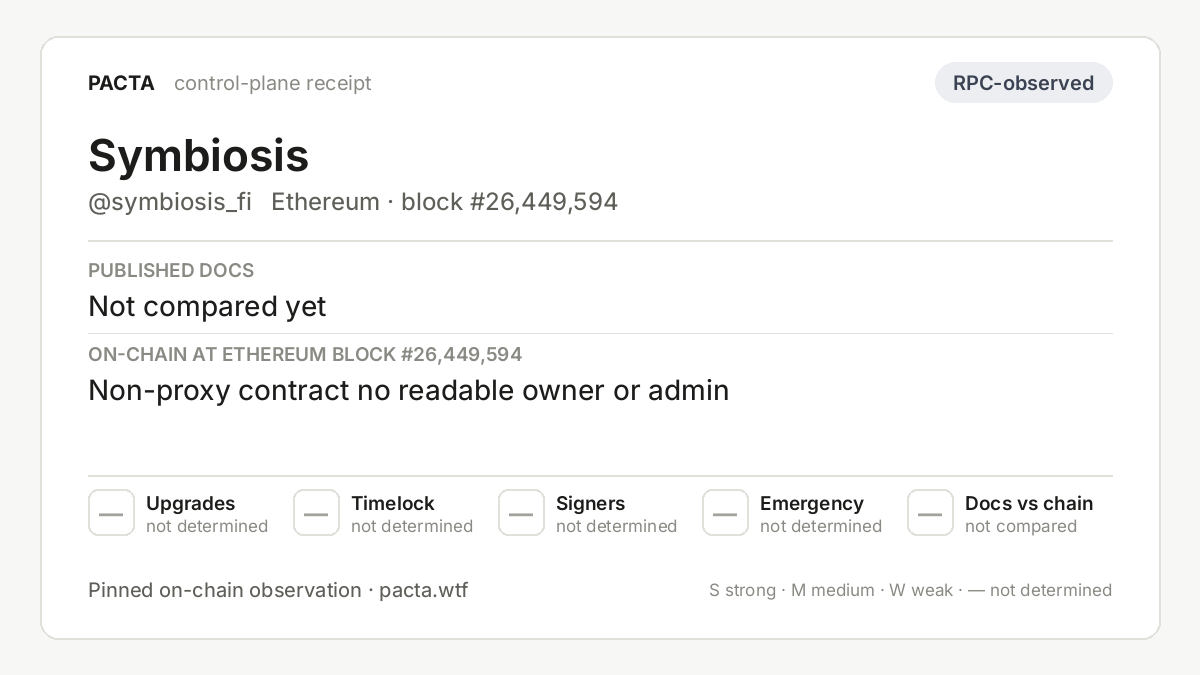 PACTA control-plane receipt
RPC-observed
Symbiosis
@symbiosis_fi Ethereum · block #26,449,594
PUBLISHED DOCS
Not compared yet
ON-CHAIN AT ETHEREUM BLOCK #26,449,594
Non-proxy contract no readable owner or admin
— Upgrades
not determined
— Timelock
not determined
— Signers
not determined
— Emergency
not determined
— Docs vs chain
not compared
Pinned on-chain observation · pacta.wtf
S strong · M medium · W weak · — not determined